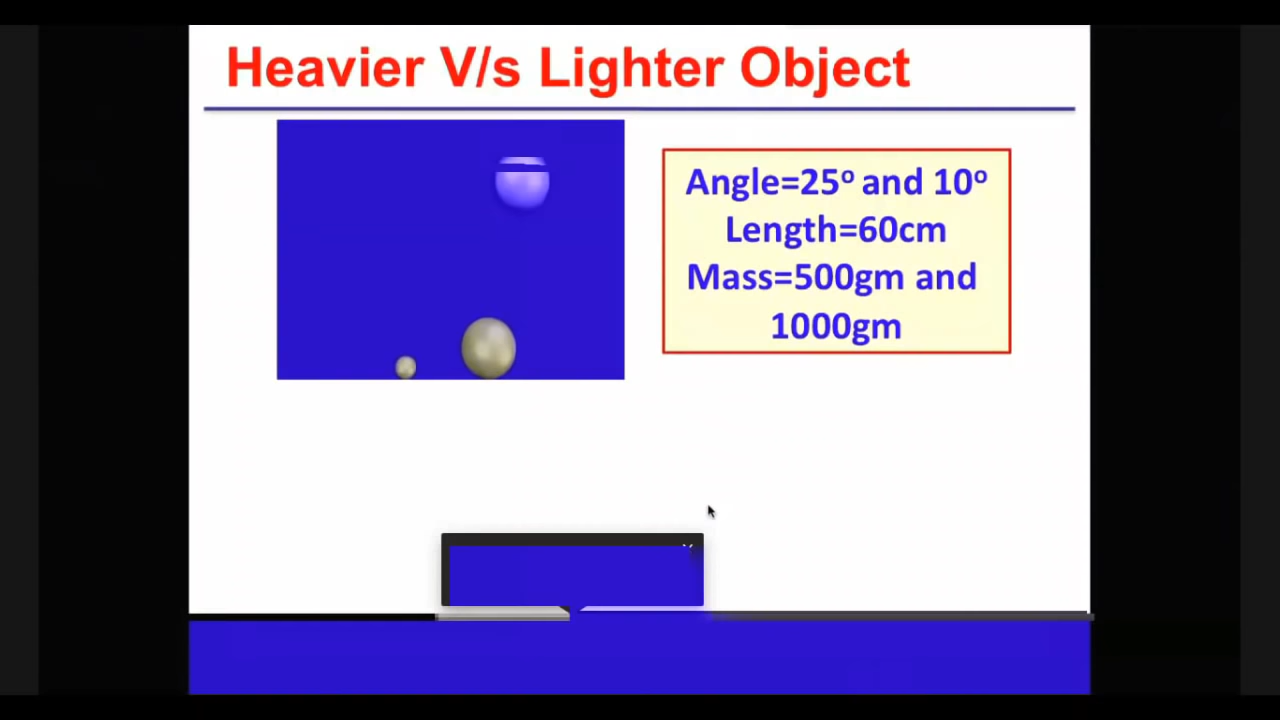 Heavier V/s Lighter Object
Angle=25º and 10º
Length=60cm
Mass=500gm and
1000gm